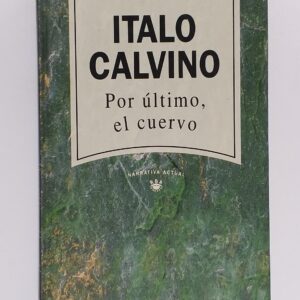 ITALO
CALVINO
Por último,
el cuervo
NARRATIVA ACTUAL